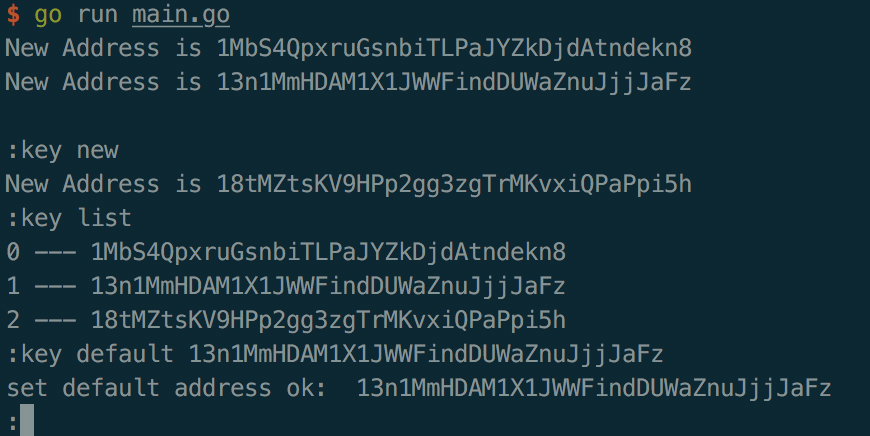 $ go run main.go
New Address is 1MbS4QpxruGsnbiTLPaJYZkDjdAtndekn8
New Address is 13n1MmHDAM1X1JWWFindDUWaZnuJjjJaFz
:key new
New Address is 18tMZtsKV9HPp2gg3zgTrMKvxiQPaPpi5h
:key list
0 --- 1MbS4QpxruGsnbiTLPaJYZkDjdAtndekn8
1 --- 13n1MmHDAM1X1JWWFindDUWaZnuJjjJaFz
2 --- 18tMZtsKV9HPp2gg3zgTrMKvxiQPaPpi5h
:key default 13n1MmHDAM1X1JWWFindDUWaZnuJjjJaFz
set default address ok:  13n1MmHDAM1X1JWWFindDUWaZnuJjjJaFz
: